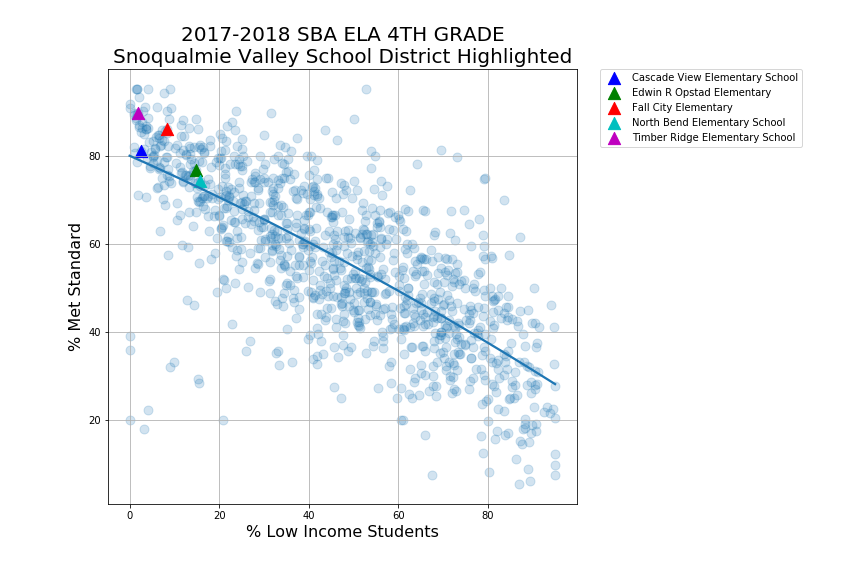 2017-2018 SBA ELA 4TH GRADE
Snoqualmie Valley School District Highlighted
Cascade View Elementary School
Edwin R Opstad Elementary
Fall City Elementary
North Bend Elementary School
Timber Ridge Elementary School
% Met Standard
80
60
40
20
0 20 40 60 80
% Low Income Students